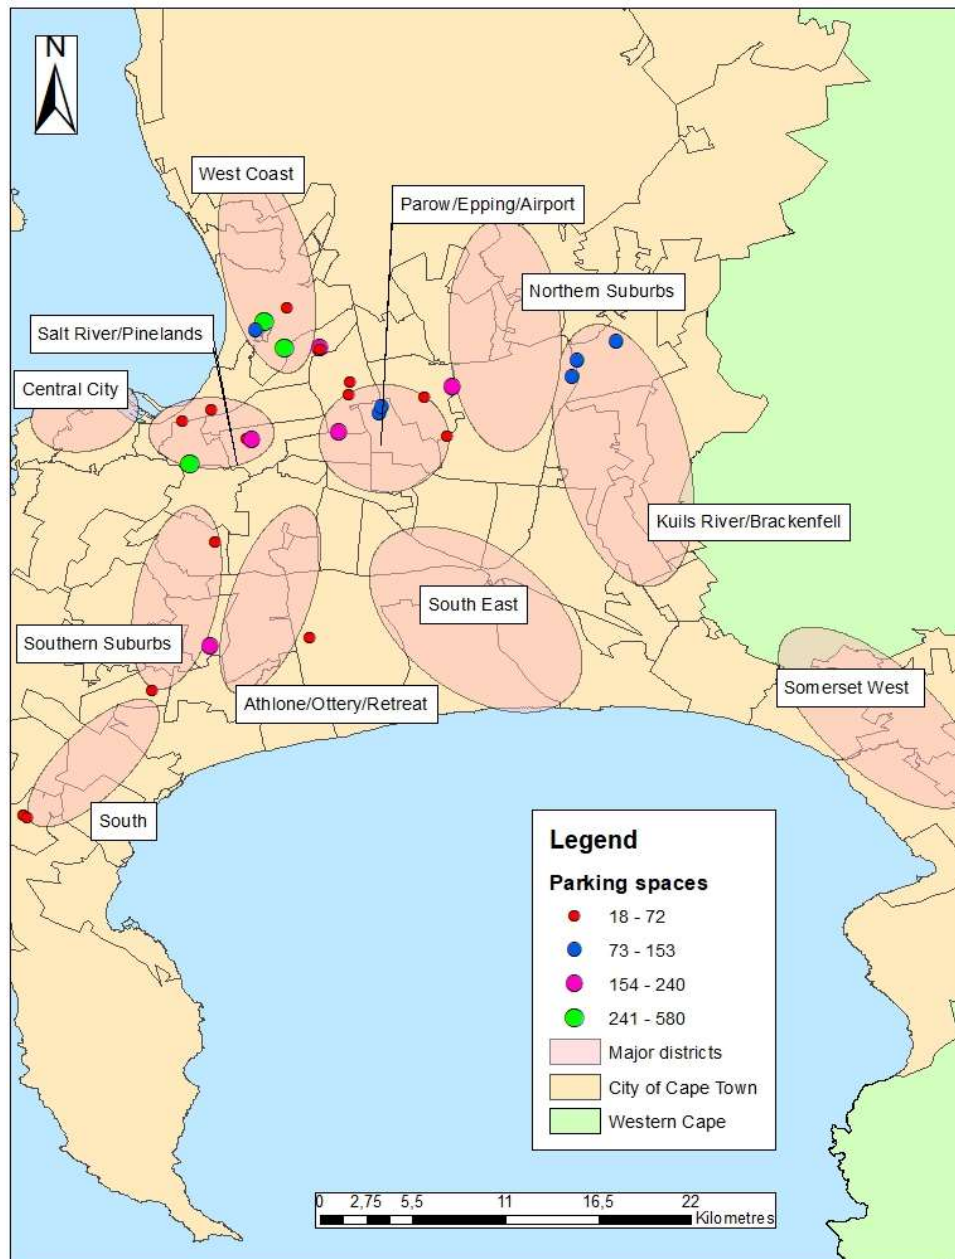 N
West Coast
Parow/Epping/Airport
Northern Suburbs
Salt River/Pinelands
Central City
Kuils River/Brackenfell
South East
Southern Suburbs
Somerset West
Athlone/Ottery/Retreat
South
Legend
Parking spaces
18 - 72
73 - 153
154 - 240
241 - 580
Major districts
City of Cape Town
Western Cape
0 2,75 5,5 11 16,5 22
Kilometres